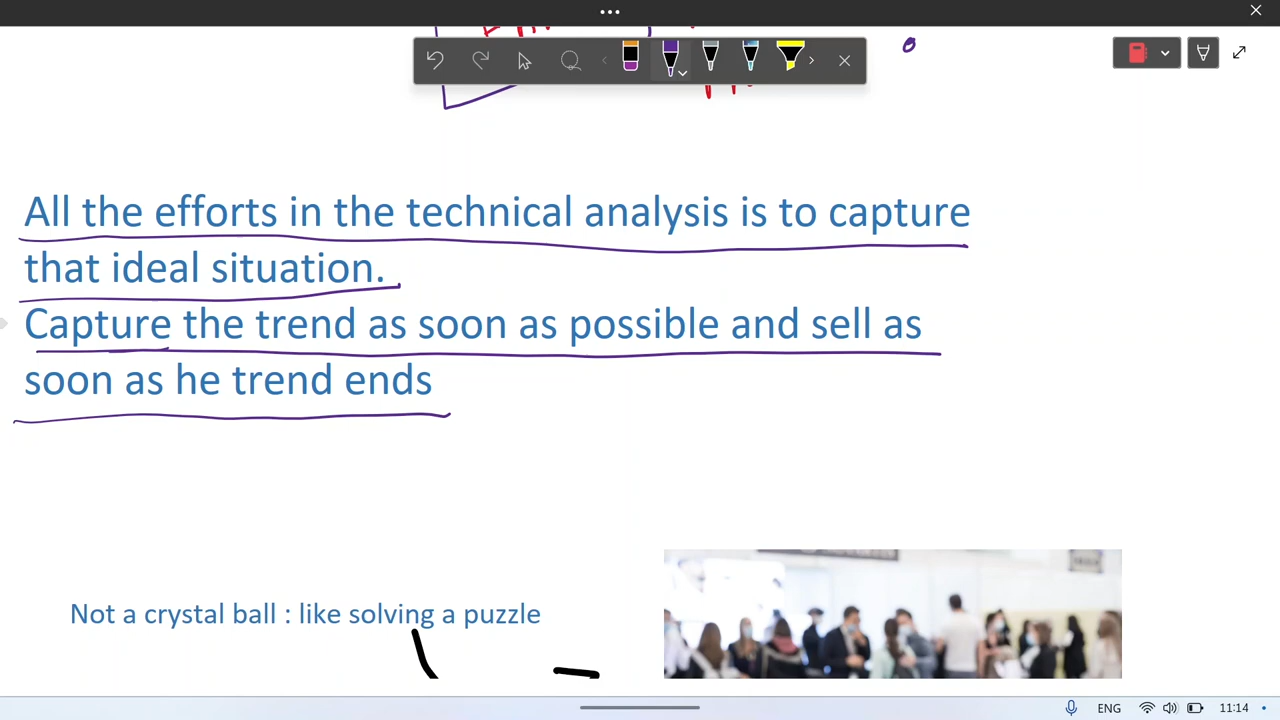 All the efforts in the technical analysis is to capture
that ideal situation.
Capture the trend as soon as possible and sell as
soon as he trend ends
Not a crystal ball : like solving a puzzle
ENG
11:14